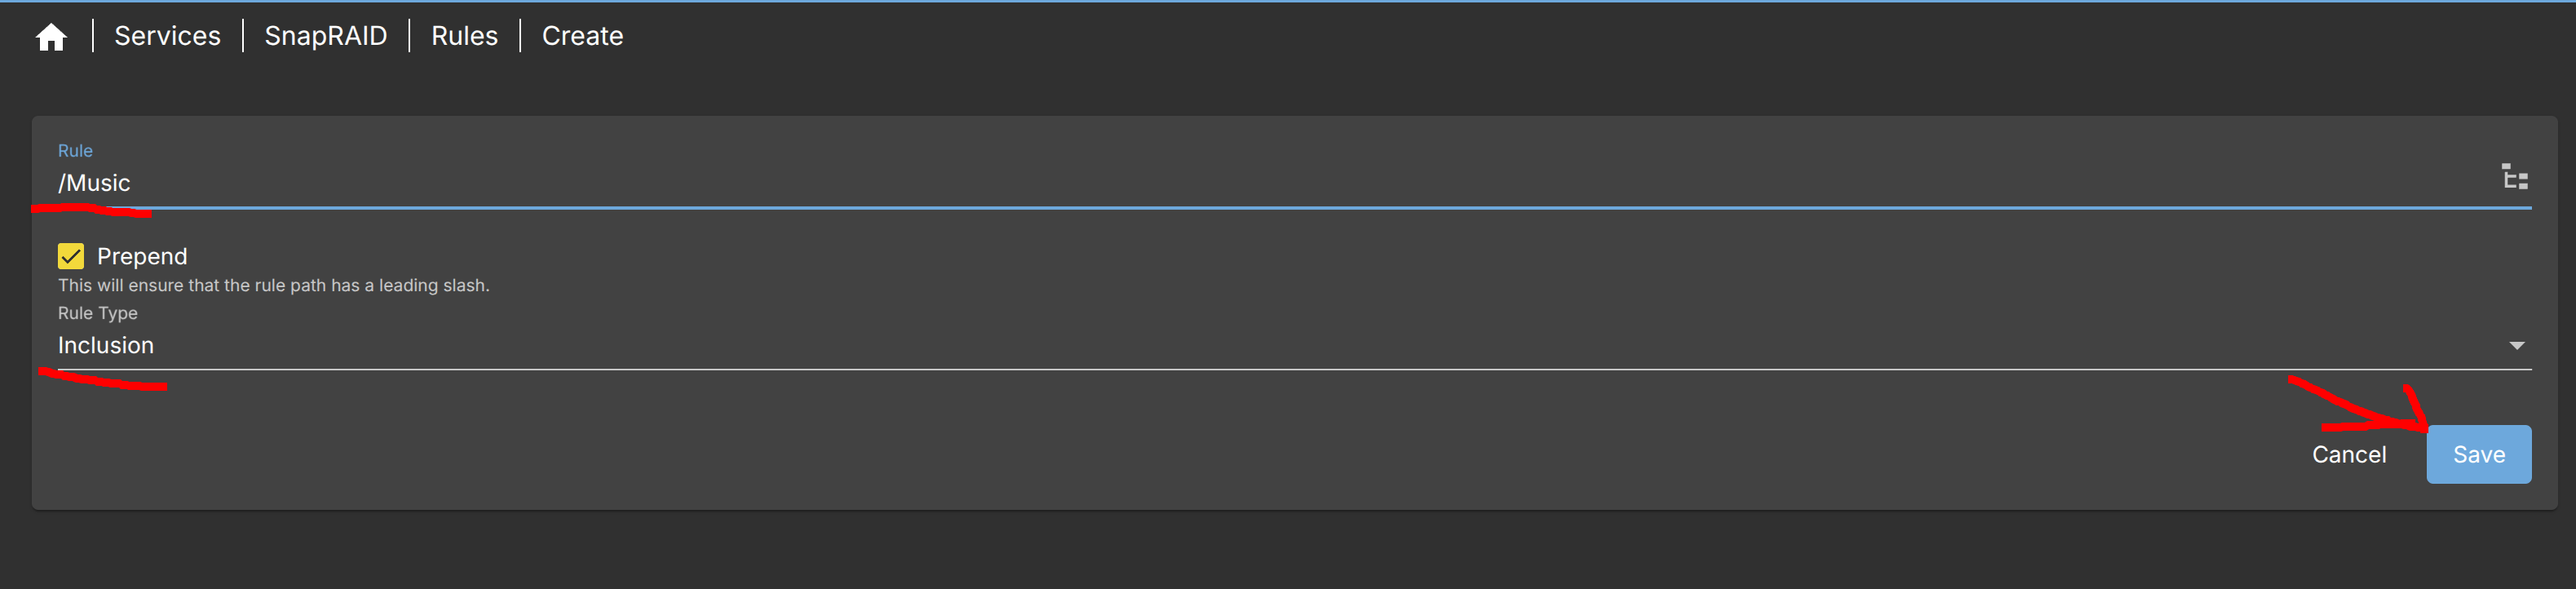 Services | SnapRAID | Rules | Create
Rule
/Music
Prepend
This will ensure that the rule path has a leading slash.
Rule Type
Inclusion
Cancel Save